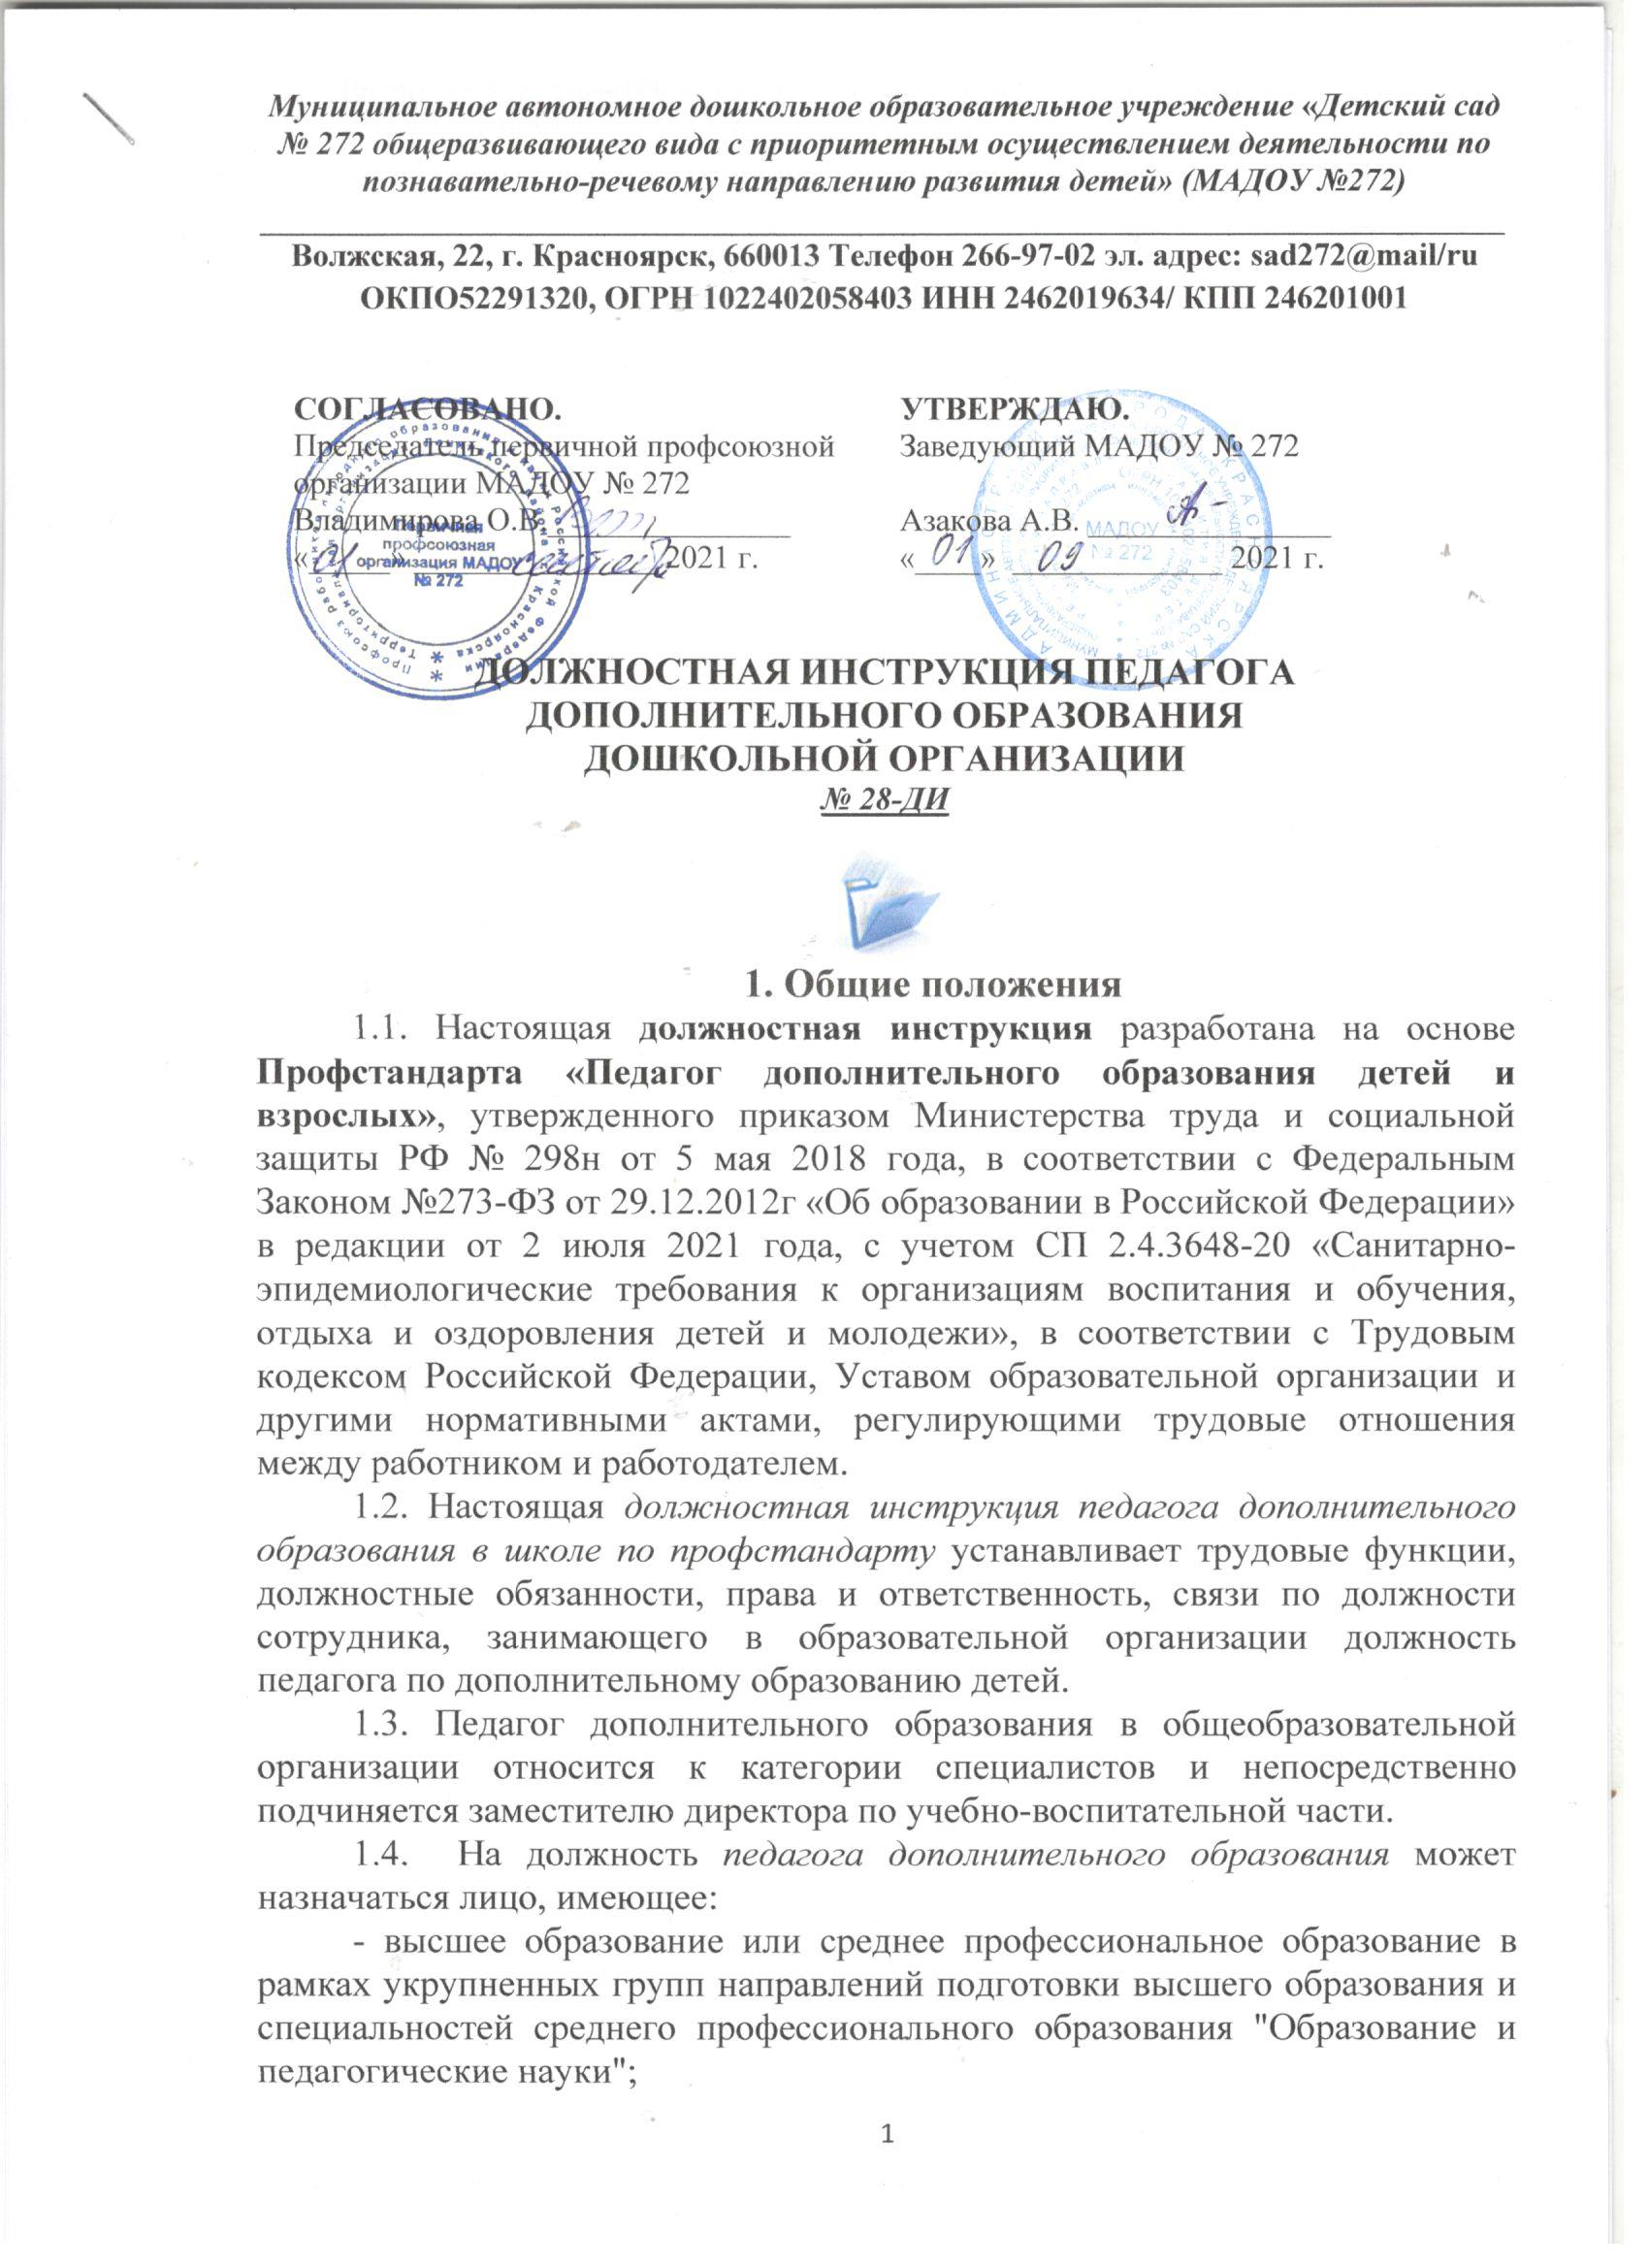 Муниципальное автономное дошкольное образовательное учреждение «Детский сад
№ 272 общеразвивающего вида с приоритетным осуществлением деятельности по
познавательно-речевому направлению развития детей» (МАДОУ №272)
Волжская, 22, г. Красноярск, 660013 Телефон 266-97-02 эл. адрес: sad272@mail/ru
ОКПО52291320, ОГРН 1022402058403 ИНН 2462019634/ КПП 246201001
СОГЛАСОВАНО.
Председатель первичной профсоюзной
организации МАДОУ № 272
Владимирова О.В.
«01» сентября 2021 г.
Первичная
профсоюзная
организация МАДОУ
№ 272
УТВЕРЖДАЮ.
Заведующий МАДОУ № 272
Азакова А.В.
«01» 09 2021 г.
МАДОУ
№ 272
ДОЛЖНОСТНАЯ ИНСТРУКЦИЯ ПЕДАГОГА
ДОПОЛНИТЕЛЬНОГО ОБРАЗОВАНИЯ
ДОШКОЛЬНОЙ ОРГАНИЗАЦИИ
№ 28-ДИ
1. Общие положения
1.1. Настоящая должностная инструкция разработана на основе
Профстандарта «Педагог дополнительного образования детей и
взрослых», утвержденного приказом Министерства труда и социальной
защиты РФ № 298н от 5 мая 2018 года, в соответствии с Федеральным
Законом №273-ФЗ от 29.12.2012г «Об образовании в Российской Федерации»
в редакции от 2 июля 2021 года, с учетом СП 2.4.3648-20 «Санитарно-
эпидемиологические требования к организациям воспитания и обучения,
отдыха и оздоровления детей и молодежи», в соответствии с Трудовым
кодексом Российской Федерации, Уставом образовательной организации и
другими нормативными актами, регулирующими трудовые отношения
между работником и работодателем.
1.2. Настоящая должностная инструкция педагога дополнительного
образования в школе по профстандарту устанавливает трудовые функции,
должностные обязанности, права и ответственность, связи по должности
сотрудника, занимающего в образовательной организации должность
педагога по дополнительному образованию детей.
1.3. Педагог дополнительного образования в общеобразовательной
организации относится к категории специалистов и непосредственно
подчиняется заместителю директора по учебно-воспитательной части.
1.4. На должность педагога дополнительного образования может
назначаться лицо, имеющее:
- высшее образование или среднее профессиональное образование в
рамках укрупненных групп направлений подготовки высшего образования и
специальностей среднего профессионального образования "Образование и
педагогические науки";
1